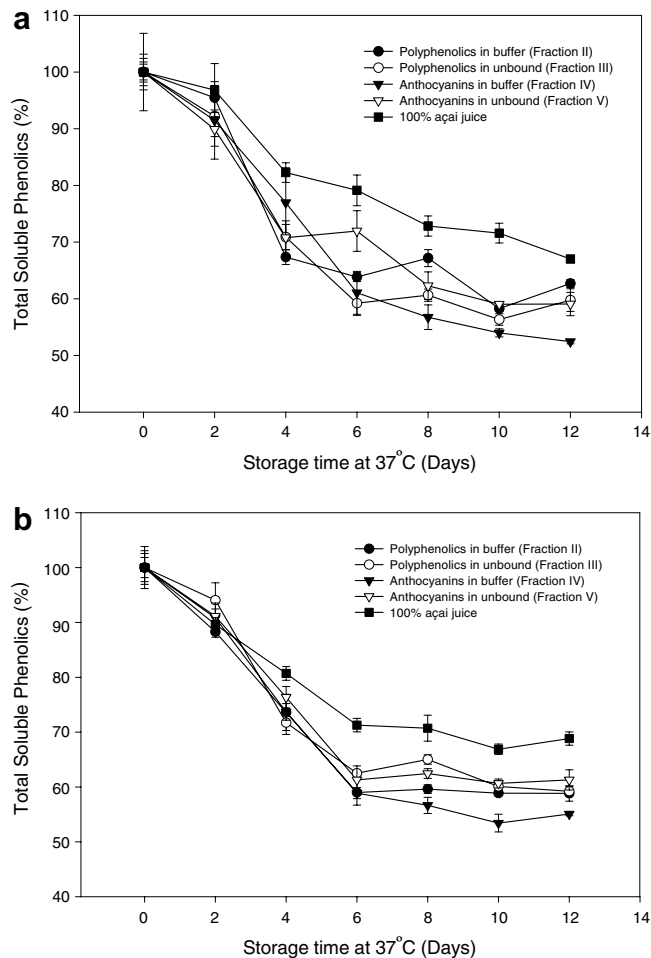 a
110
100
90
80
70
60
50
40
Total Soluble Phenolics (%)
Polyphenolics in buffer (Fraction II)
Polyphenolics in unbound (Fraction III)
Anthocyanins in buffer (Fraction IV)
Anthocyanins in unbound (Fraction V)
100% açai juice
0 2 4 6 8 10 12 14
Storage time at 37°C (Days)
b
110
100
90
80
70
60
50
40
Total Soluble Phenolics (%)
Polyphenolics in buffer (Fraction II)
Polyphenolics in unbound (Fraction III)
Anthocyanins in buffer (Fraction IV)
Anthocyanins in unbound (Fraction V)
100% açai juice
0 2 4 6 8 10 12 14
Storage time at 37°C (Days)